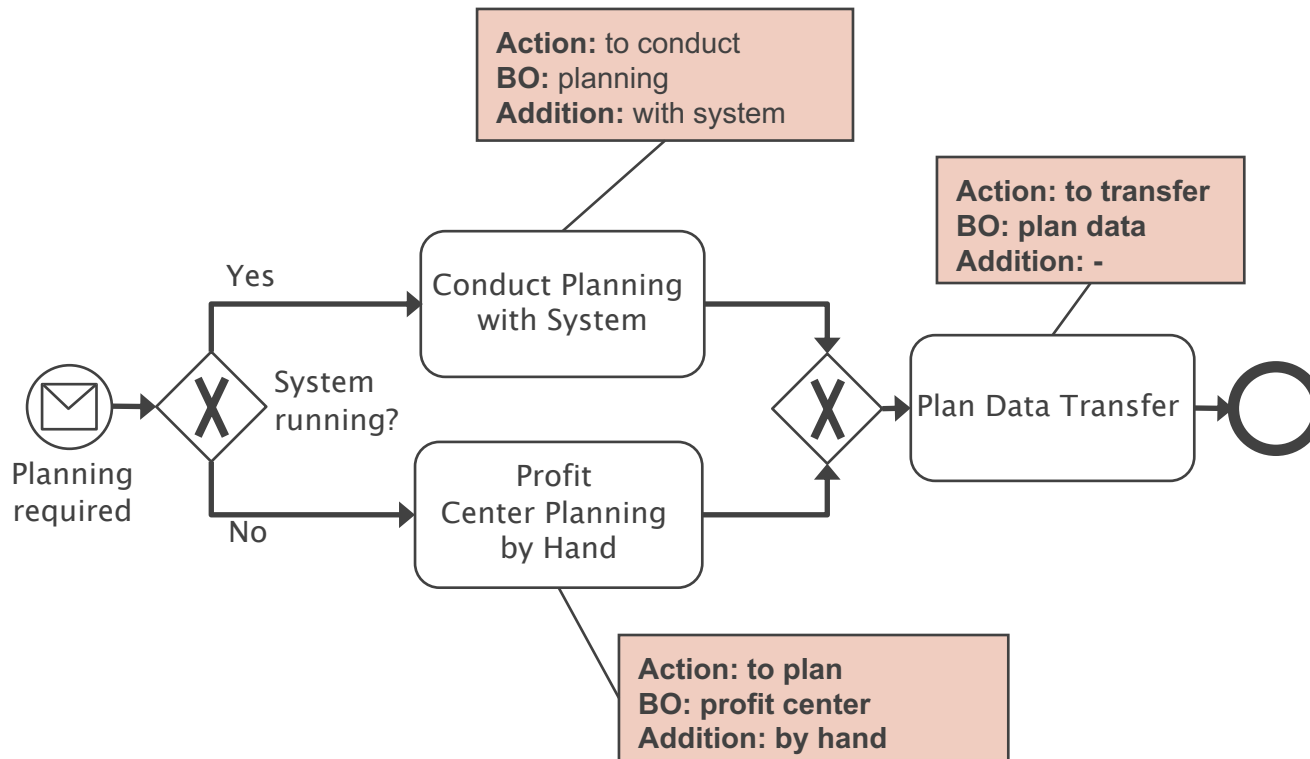 Action: to conduct
BO: planning
Addition: with system
Action: to transfer
BO: plan data
Addition: -
Yes
Conduct Planning
with System
System
running?
Plan Data Transfer
Planning
required
No
Profit
Center Planning
by Hand
Action: to plan
BO: profit center
Addition: by hand